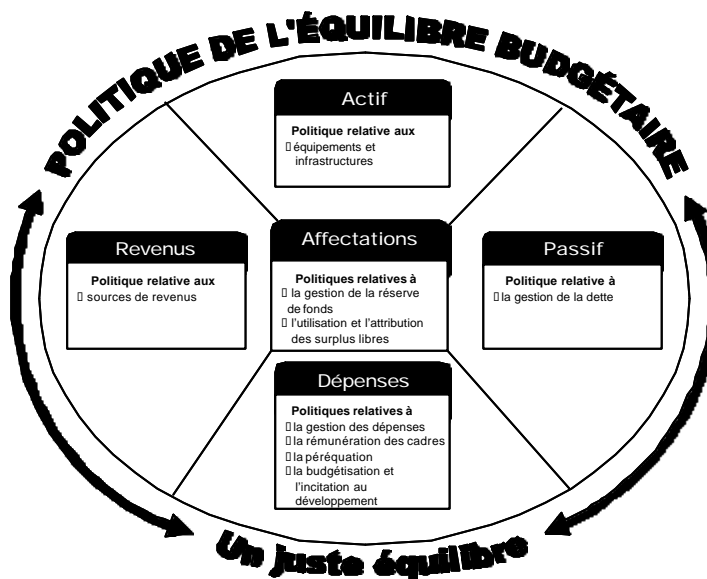 POLITIQUE DE L'ÉQUILIBRE BUDGÉTAIRE
Actif
Politique relative aux
▯ équipements et
infrastructures
Revenus
Politique relative aux
▯ sources de revenus
Affectations
Politiques relatives à
▯ la gestion de la réserve
de fonds
▯ l'utilisation et l'attribution
des surplus libres
Passif
Politique relative à
▯ la gestion de la dette
Dépenses
Politiques relatives à
▯ la gestion des dépenses
▯ la rémunération des cadres
▯ la péréquation
▯ la budgétisation et
l'incitation au
développement
Un juste équilibre